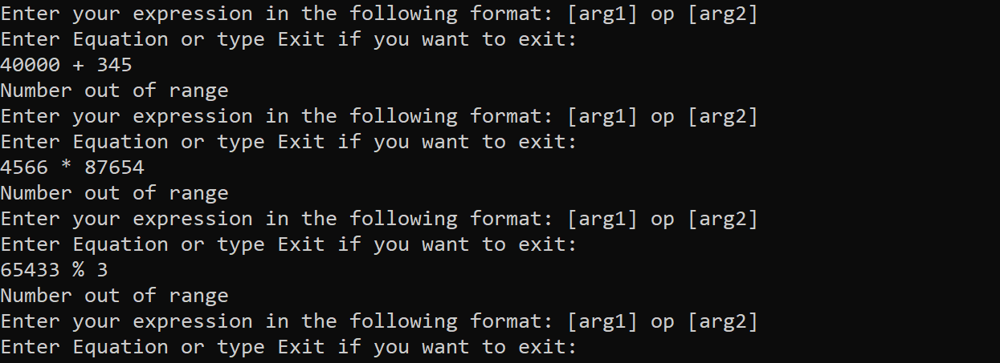 Enter your expression in the following format: [arg1] op [arg2]
Enter Equation or type Exit if you want to exit:
40000 + 345
Number out of range
Enter your expression in the following format: [arg1] op [arg2]
Enter Equation or type Exit if you want to exit:
4566 * 87654
Number out of range
Enter your expression in the following format: [arg1] op [arg2]
Enter Equation or type Exit if you want to exit:
65433 % 3
Number out of range
Enter your expression in the following format: [arg1] op [arg2]
Enter Equation or type Exit if you want to exit: